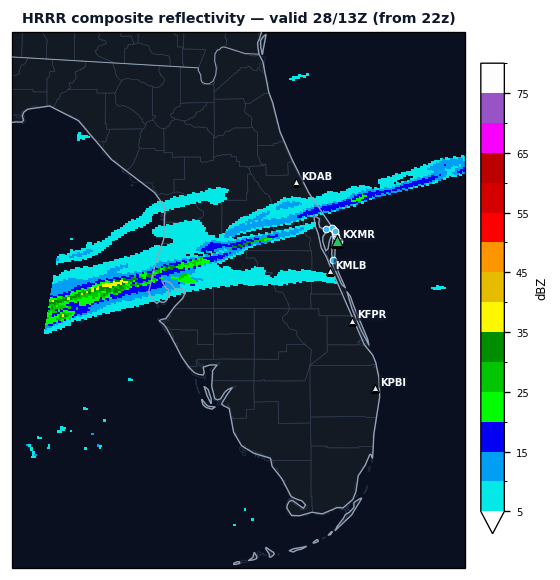 HRRR composite reflectivity — valid 28/13Z (from 22z)
KDAB
KXMR
KMLB
KFPR
KPBI
75
65
55
45
35
25
15
5
dBZ